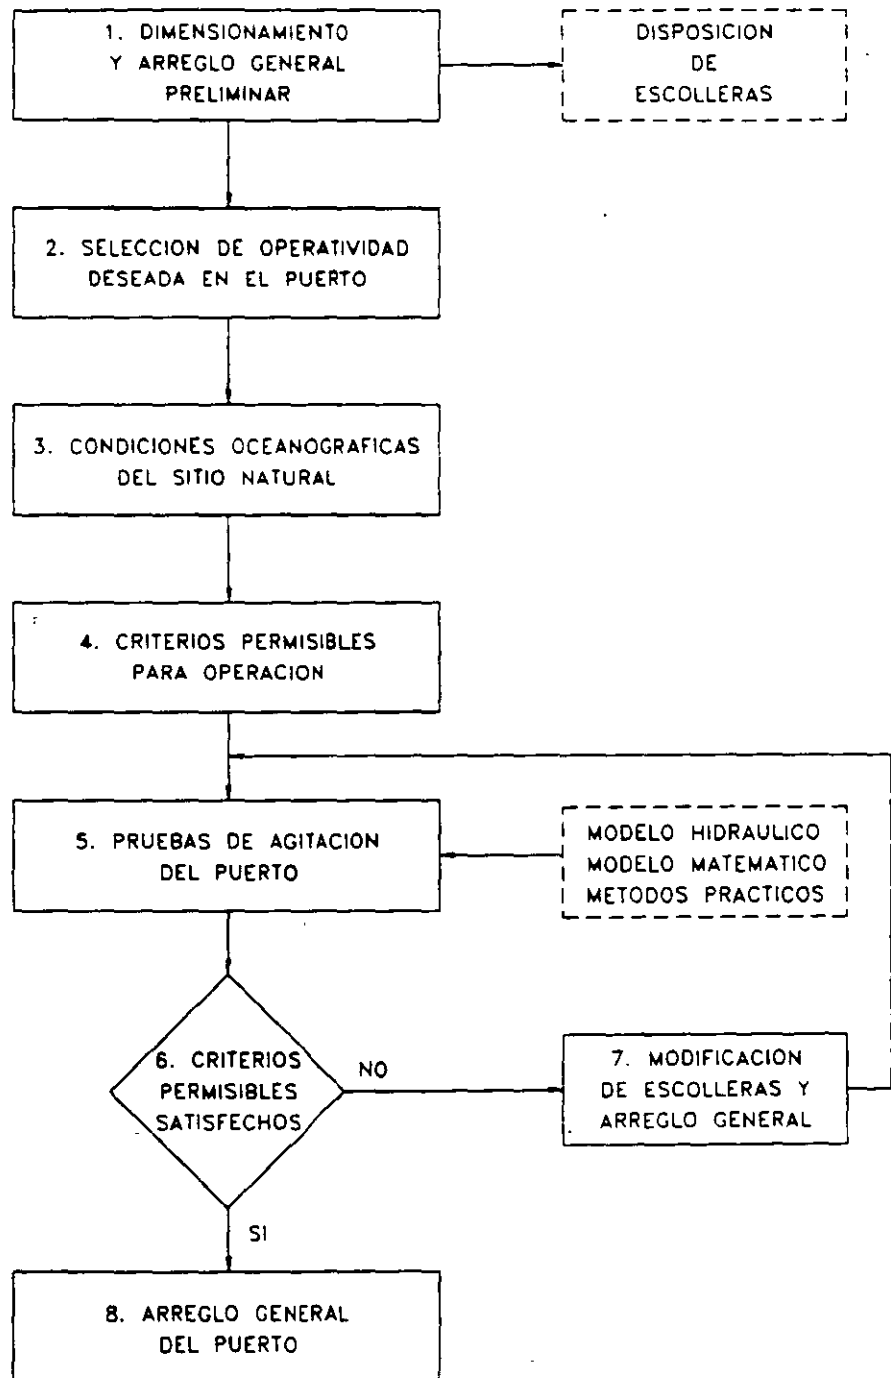 1. DIMENSIONAMIENTO
Y ARREGLO GENERAL
PRELIMINAR
DISPOSICION
DE
ESCOLLERAS
2. SELECCION DE OPERATIVIDAD
DESEADA EN EL PUERTO
3. CONDICIONES OCEANOGRAFICAS
DEL SITIO NATURAL
4. CRITERIOS PERMISIBLES
PARA OPERACION
5. PRUEBAS DE AGITACION
DEL PUERTO
MODELO HIDRAULICO
MODELO MATEMATICO
METODOS PRACTICOS
6. CRITERIOS
PERMISIBLES
SATISFECHOS
NO
7. MODIFICACION
DE ESCOLLERAS Y
ARREGLO GENERAL
SI
8. ARREGLO GENERAL
DEL PUERTO